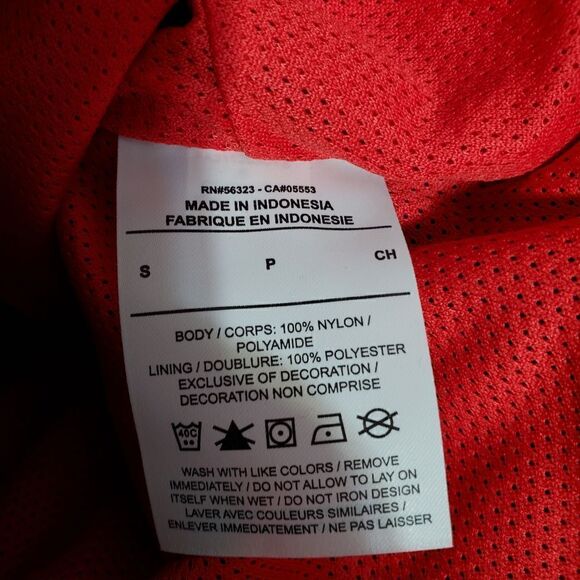 RN#56323 - CA#05553
MADE IN INDONESIA
FABRIQUE EN INDONESIE
S P CH
BODY / CORPS: 100% NYLON /
POLYAMIDE
LINING / DOUBLURE: 100% POLYESTER
EXCLUSIVE OF DECORATION /
DECORATION NON COMPRISE
40C
WASH WITH LIKE COLORS / REMOVE
IMMEDIATELY / DO NOT ALLOW TO LAY ON
ITSELF WHEN WET / DO NOT IRON DESIGN
LAVER AVEC COULEURS SIMILAIRES /
ENLEVER IMMEDIATEMENT / NE PAS LAISSER